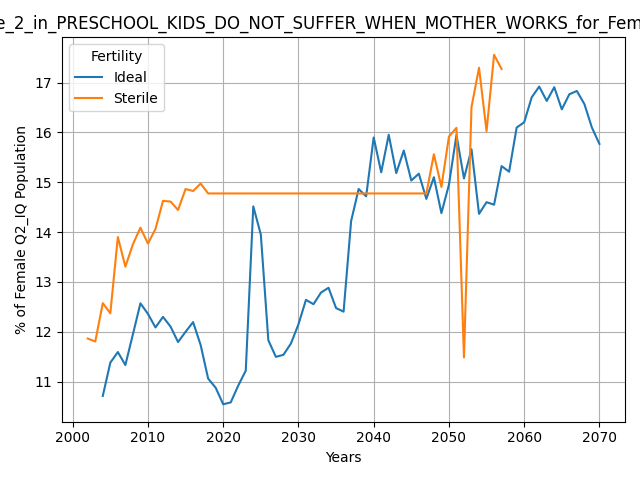 e_2_in_PRESCHOOL_KIDS_DO_NOT_SUFFER_WHEN_MOTHER_WORKS_for_Fem
Fertility
Ideal
Sterile
% of Female Q2_IQ Population
17
16
15
14
13
12
11
2000 2010 2020 2030 2040 2050 2060 2070
Years